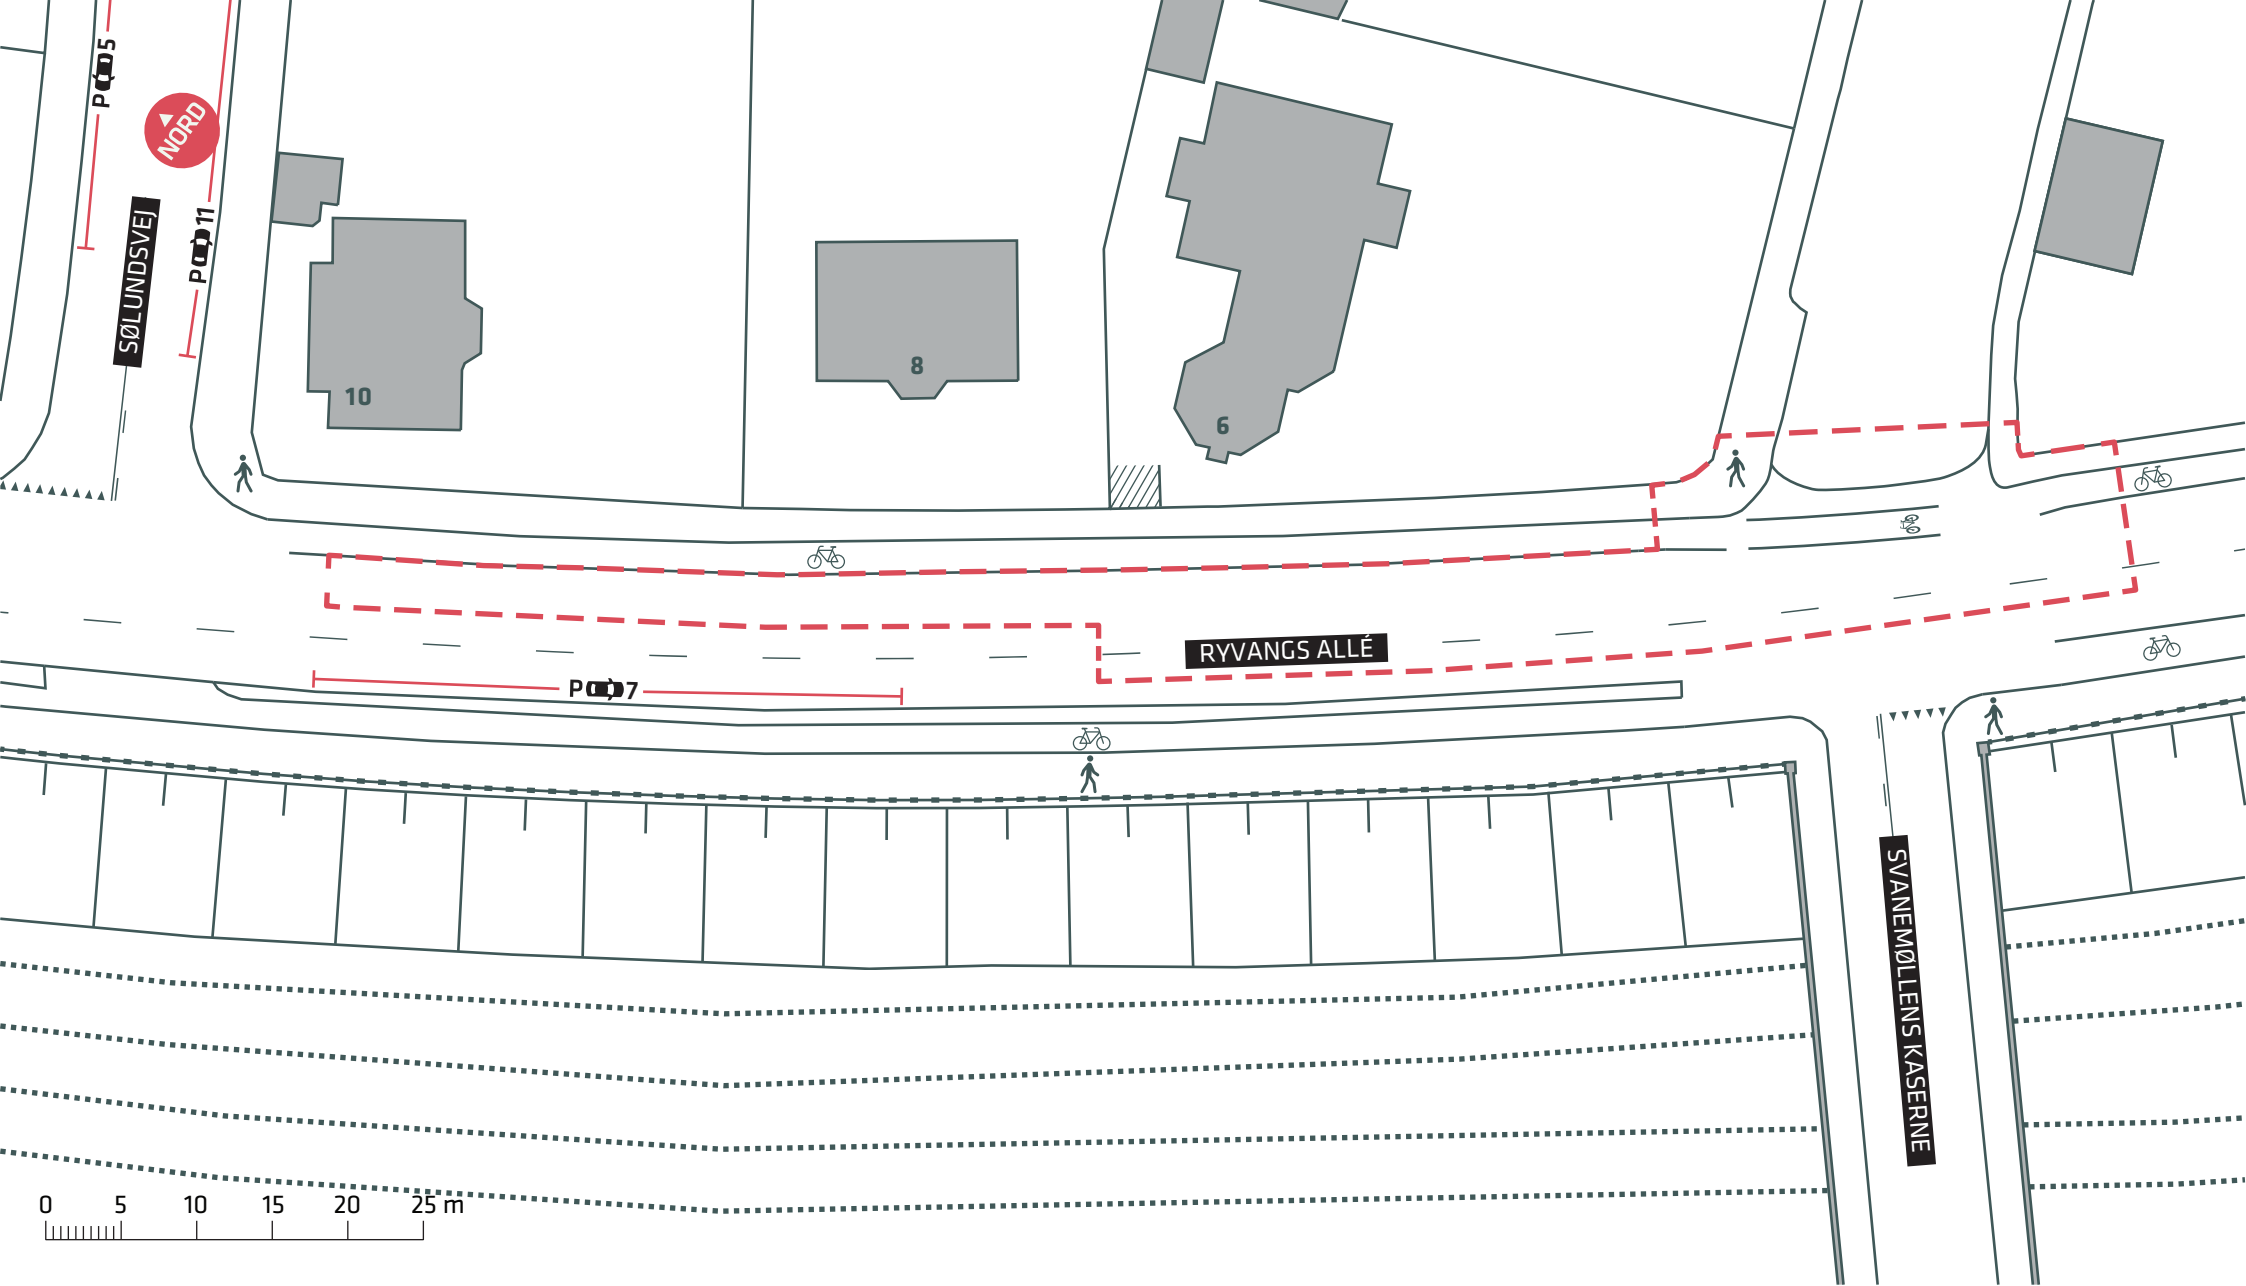 P 5
NORD
SØLUNDSVEJ
P 11
10
8
6
RYVANGS ALLÉ
P 7
SVANEMØLLENS KASERNE
0 5 10 15 20 25 m